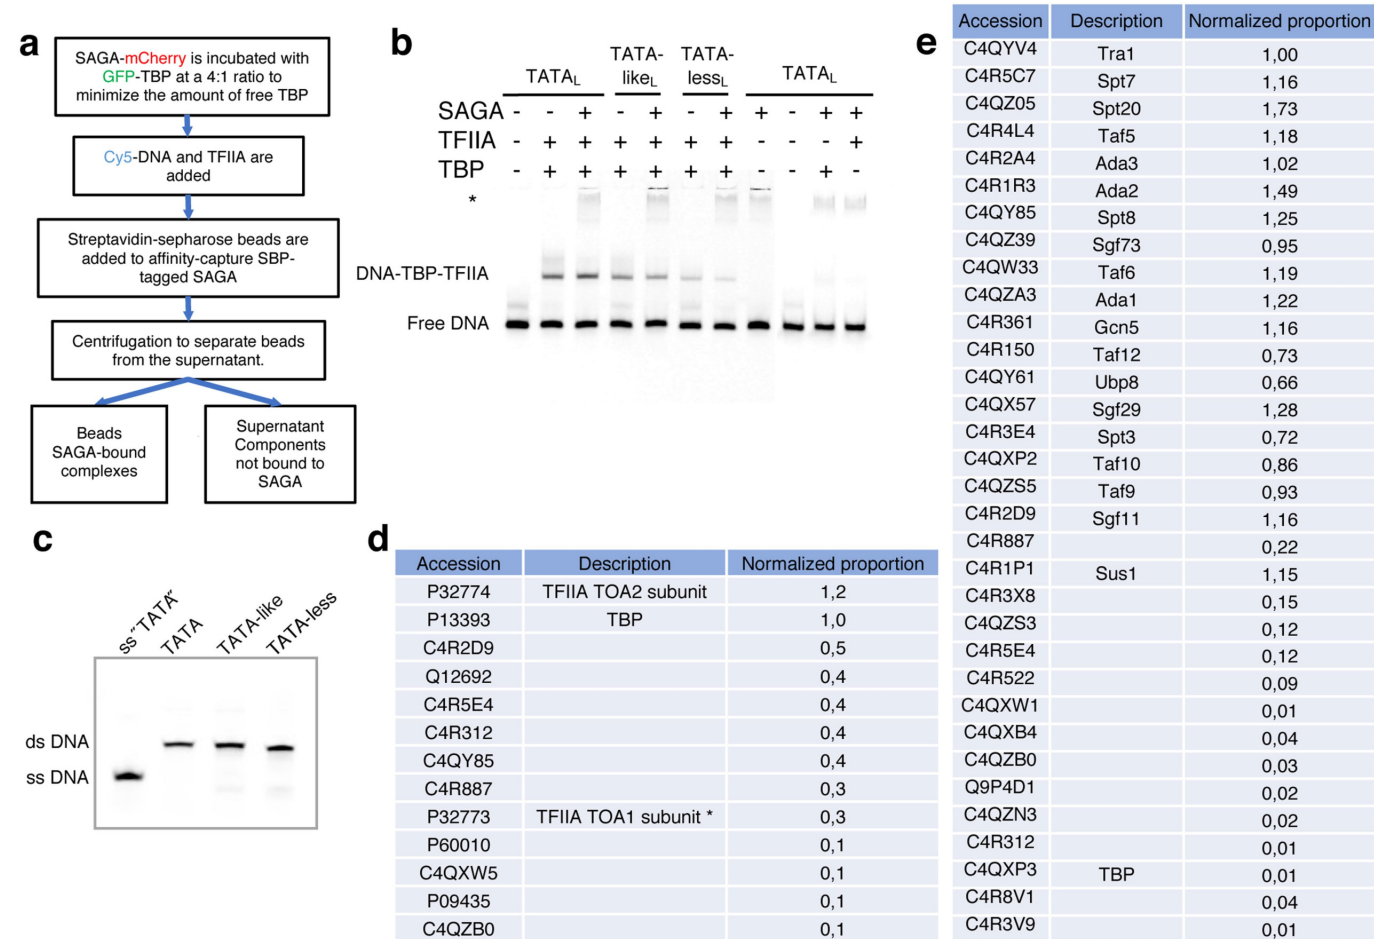 a
SAGA-mCherry is incubated with
GFP-TBP at a 4:1 ratio to
minimize the amount of free TBP
Cy5-DNA and TFIIA are
added
Streptavidin-sepharose beads are
added to affinity-capture SBP-
tagged SAGA
Centrifugation to separate beads
from the supernatant.
Beads
SAGA-bound
complexes
Supernatant
Components
not bound to
SAGA
b
TATAL TATA-likeL TATA-lessL TATAL
SAGA - - + - + - + + - + +
TFIIA - + + + + + + - - - +
TBP - + + + + + + - - + -
*
DNA-TBP-TFIIA
Free DNA
c
ss "TATA" TATA TATA-like TATA-less
ds DNA
ss DNA
d
Accession Description Normalized proportion
P32774 TFIIA TOA2 subunit 1,2
P13393 TBP 1,0
C4R2D9 0,5
Q12692 0,4
C4R5E4 0,4
C4R312 0,4
C4QY85 0,4
C4R887 0,3
P32773 TFIIA TOA1 subunit * 0,3
P60010 0,1
C4QXW5 0,1
P09435 0,1
C4QZB0 0,1
e
Accession Description Normalized proportion
C4QYV4 Tra1 1,00
C4R5C7 Spt7 1,16
C4QZ05 Spt20 1,73
C4R4L4 Taf5 1,18
C4R2A4 Ada3 1,02
C4R1R3 Ada2 1,49
C4QY85 Spt8 1,25
C4QZ39 Sgf73 0,95
C4QW33 Taf6 1,19
C4QZA3 Ada1 1,22
C4R361 Gcn5 1,16
C4R150 Taf12 0,73
C4QY61 Ubp8 0,66
C4QX57 Sgf29 1,28
C4R3E4 Spt3 0,72
C4QXP2 Taf10 0,86
C4QZS5 Taf9 0,93
C4R2D9 Sgf11 1,16
C4R887 0,22
C4R1P1 Sus1 1,15
C4R3X8 0,15
C4QZS3 0,12
C4R5E4 0,12
C4R522 0,09
C4QXW1 0,01
C4QXB4 0,04
C4QZB0 0,03
Q9P4D1 0,02
C4QZN3 0,02
C4R312 0,01
C4QXP3 TBP 0,01
C4R8V1 0,04
C4R3V9 0,01